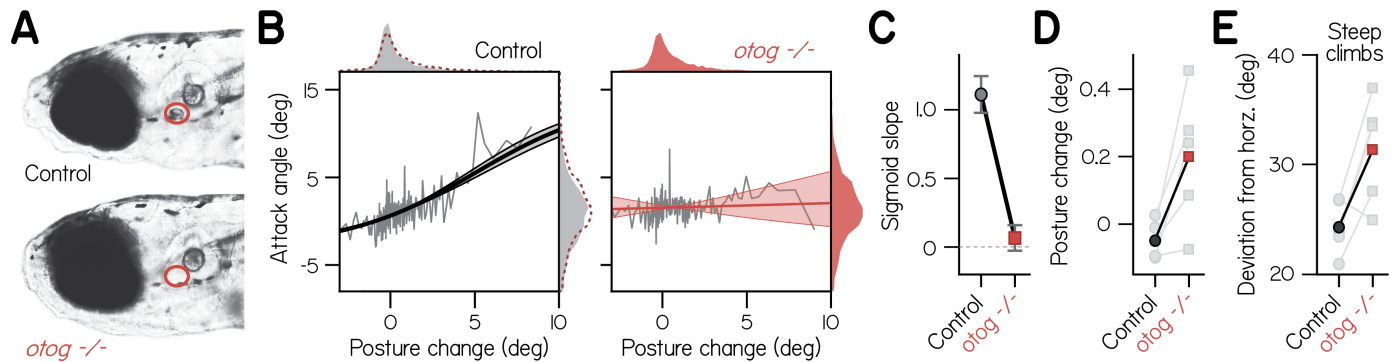 A
Control
otog -/-
B
Control
otog -/-
Attack angle (deg)
15
5
-5
0
5
10
Posture change (deg)
0
5
10
Posture change (deg)
C
Sigmoid slope
1.0
0.5
0
Control
otog -/-
D
Posture change (deg)
0.4
0.2
0
Control
otog -/-
E
Steep
climbs
Deviation from horz. (deg)
40
30
20
Control
otog -/-